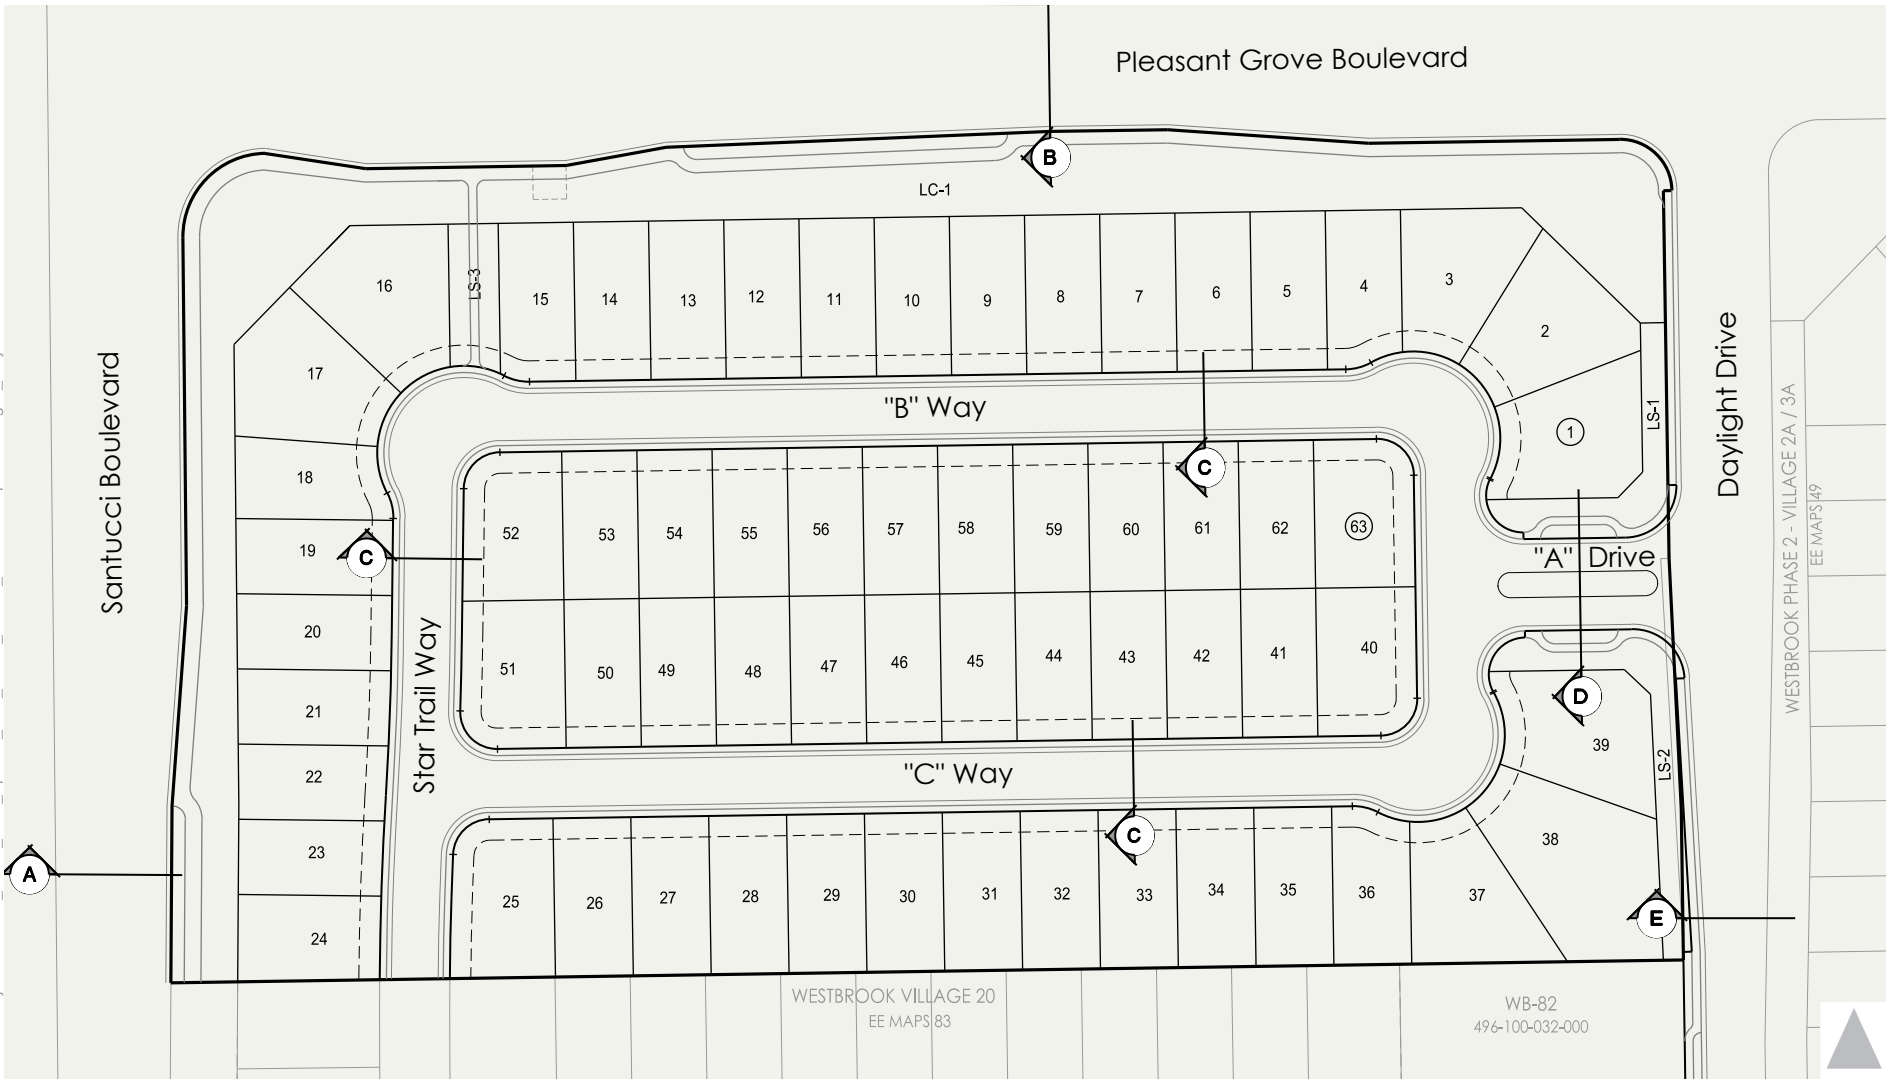 Pleasant Grove Boulevard
B
LC-1
16
LS-3
15
14
13
12
11
10
9
8
7
6
5
4
3
2
1
LS-1
17
18
19
20
21
22
23
24
"B" Way
Santucci Boulevard
Daylight Drive
WESTBROOK PHASE 2 - VILLAGE 2A / 3A
EE MAPS 49
C
C
52
53
54
55
56
57
58
59
60
61
62
63
"A" Drive
Star Trail Way
51
50
49
48
47
46
45
44
43
42
41
40
D
39
LS-2
"C" Way
C
38
A
25
26
27
28
29
30
31
32
33
34
35
36
37
E
WESTBROOK VILLAGE 20
EE MAPS 83
WB-82
496-100-032-000